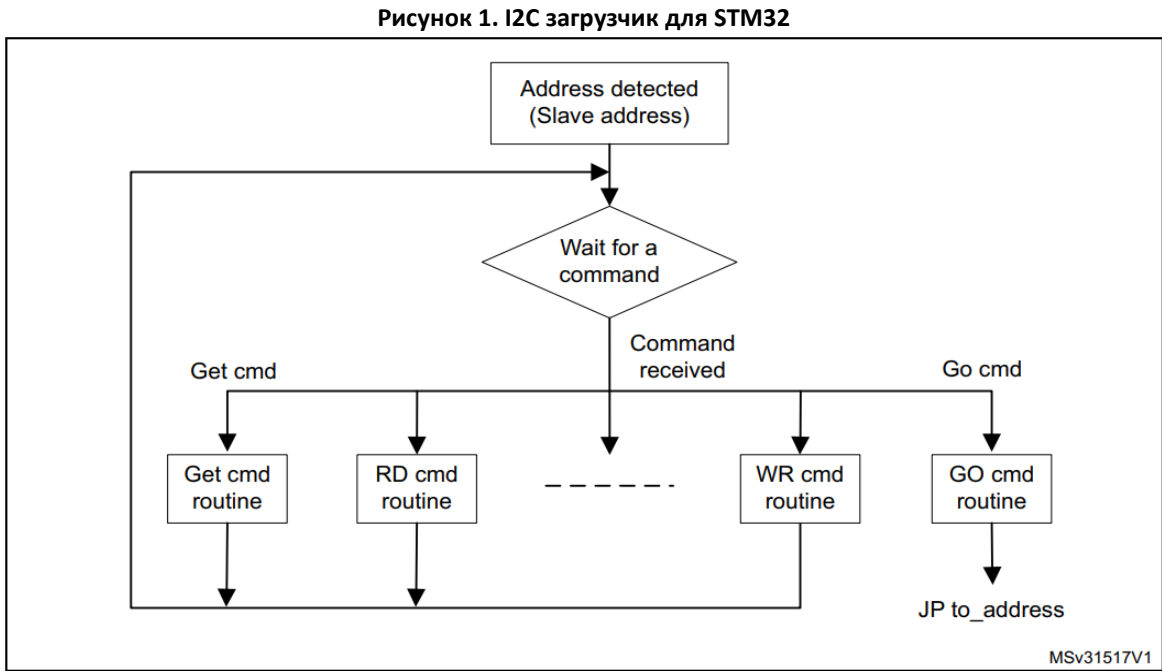 Рисунок 1. I2C загрузчик для STM32
Address detected
(Slave address)
Wait for a
command
Command
received
Get cmd
Go cmd
Get cmd
routine
RD cmd
routine
WR cmd
routine
GO cmd
routine
JP to_address
MSv31517V1